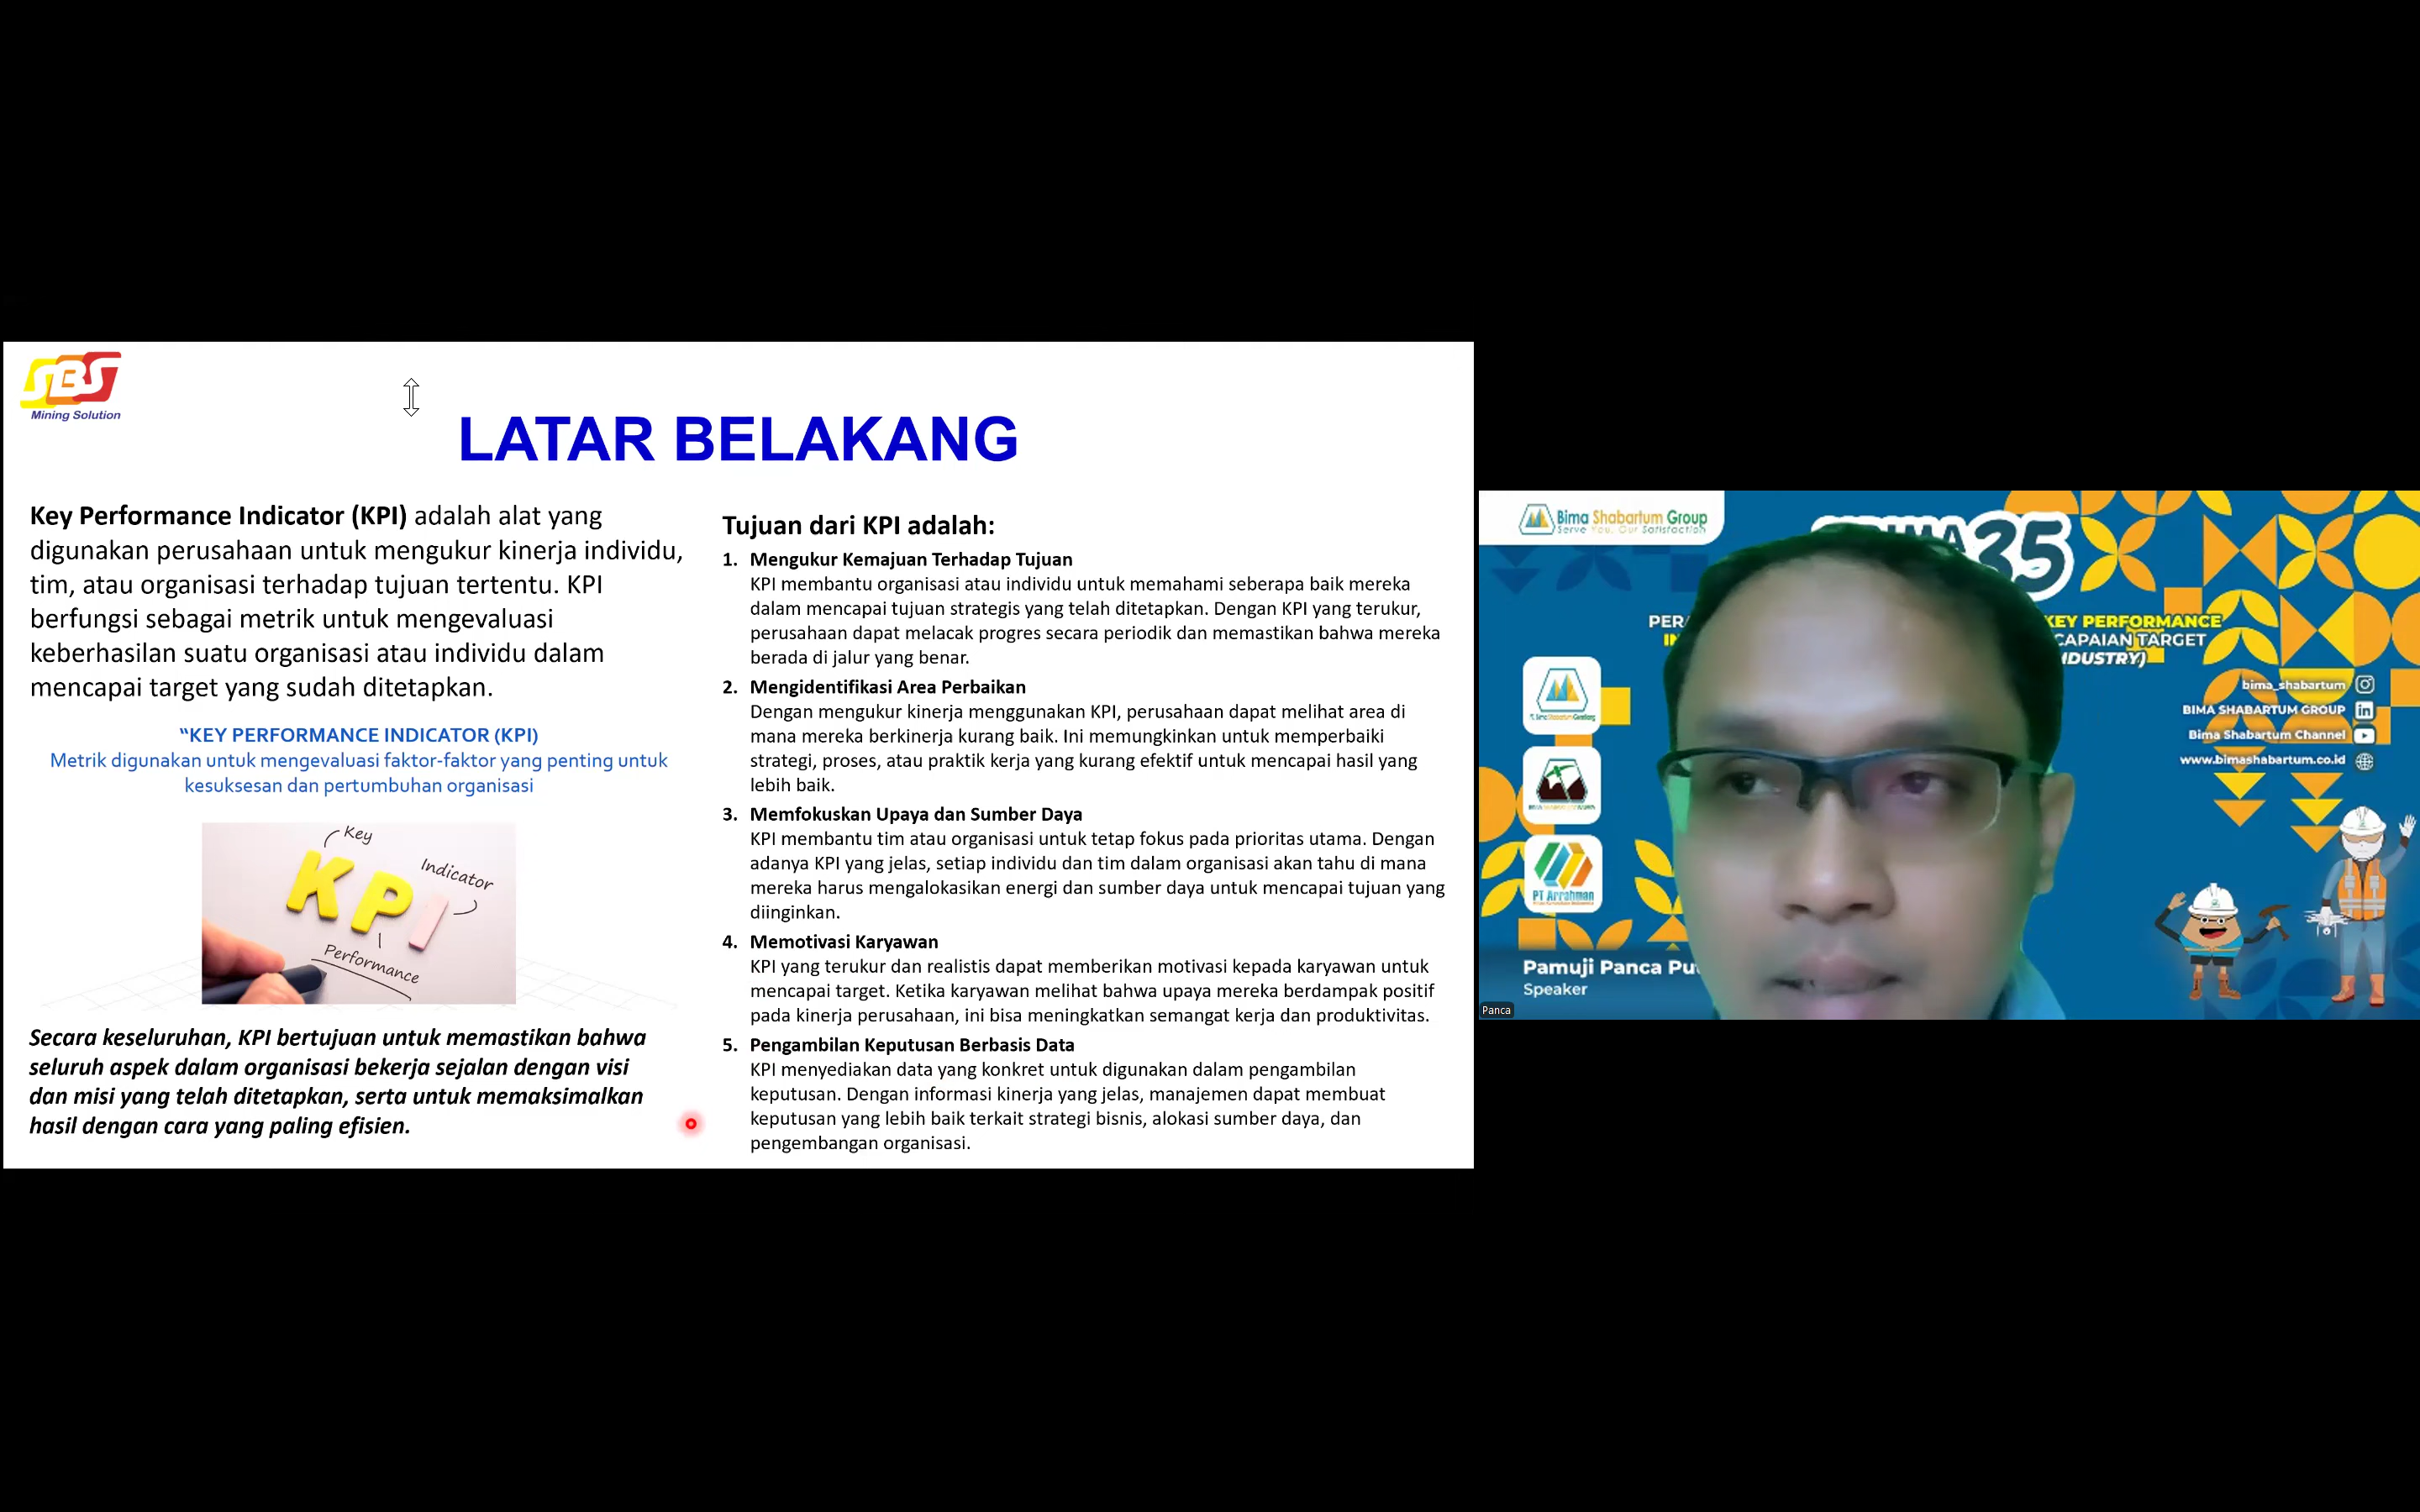 SBS
Mining Solution
LATAR BELAKANG
Key Performance Indicator (KPI) adalah alat yang
digunakan perusahaan untuk mengukur kinerja individu,
tim, atau organisasi terhadap tujuan tertentu. KPI
berfungsi sebagai metrik untuk mengevaluasi
keberhasilan suatu organisasi atau individu dalam
mencapai target yang sudah ditetapkan.
“KEY PERFORMANCE INDICATOR (KPI)
Metrik digunakan untuk mengevaluasi faktor-faktor yang penting untuk
kesuksesan dan pertumbuhan organisasi
Key
KPI
Indicator
Performance
Secara keseluruhan, KPI bertujuan untuk memastikan bahwa
seluruh aspek dalam organisasi bekerja sejalan dengan visi
dan misi yang telah ditetapkan, serta untuk memaksimalkan
hasil dengan cara yang paling efisien.
Tujuan dari KPI adalah:
1. Mengukur Kemajuan Terhadap Tujuan
KPI membantu organisasi atau individu untuk memahami seberapa baik mereka
dalam mencapai tujuan strategis yang telah ditetapkan. Dengan KPI yang terukur,
perusahaan dapat melacak progres secara periodik dan memastikan bahwa mereka
berada di jalur yang benar.
2. Mengidentifikasi Area Perbaikan
Dengan mengukur kinerja menggunakan KPI, perusahaan dapat melihat area di
mana mereka berkinerja kurang baik. Ini memungkinkan untuk memperbaiki
strategi, proses, atau praktik kerja yang kurang efektif untuk mencapai hasil yang
lebih baik.
3. Memfokuskan Upaya dan Sumber Daya
KPI membantu tim atau organisasi untuk tetap fokus pada prioritas utama. Dengan
adanya KPI yang jelas, setiap individu dan tim dalam organisasi akan tahu di mana
mereka harus mengalokasikan energi dan sumber daya untuk mencapai tujuan yang
diinginkan.
4. Memotivasi Karyawan
KPI yang terukur dan realistis dapat memberikan motivasi kepada karyawan untuk
mencapai target. Ketika karyawan melihat bahwa upaya mereka berdampak positif
pada kinerja perusahaan, ini bisa meningkatkan semangat kerja dan produktivitas.
5. Pengambilan Keputusan Berbasis Data
KPI menyediakan data yang konkret untuk digunakan dalam pengambilan
keputusan. Dengan informasi kinerja yang jelas, manajemen dapat membuat
keputusan yang lebih baik terkait strategi bisnis, alokasi sumber daya, dan
pengembangan organisasi.
Bima Shabartum Group
Serve You, Our Satisfaction
35
KEY PERFORMANCE
CAPAIAN TARGET
bima_shabartum
BIMA SHABARTUM GROUP
Bima Shabartum Channel
www.bimashabartum.co.id
PT Arrahman
Pamuji Panca
Speaker
Panca